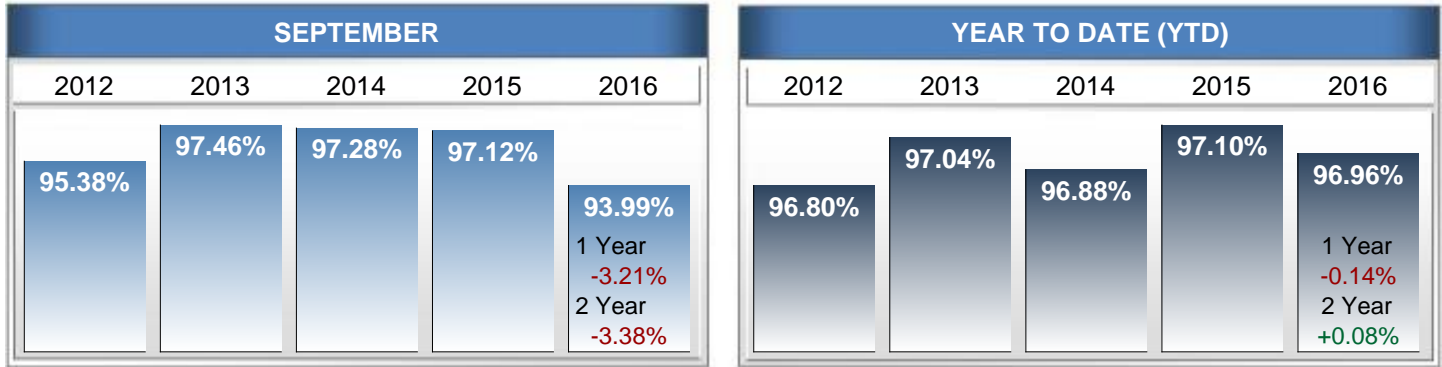 SEPTEMBER
2012 2013 2014 2015 2016
95.38% 97.46% 97.28% 97.12% 93.99%
1 Year
-3.21%
2 Year
-3.38%
YEAR TO DATE (YTD)
2012 2013 2014 2015 2016
96.80% 97.04% 96.88% 97.10% 96.96%
1 Year
-0.14%
2 Year
+0.08%